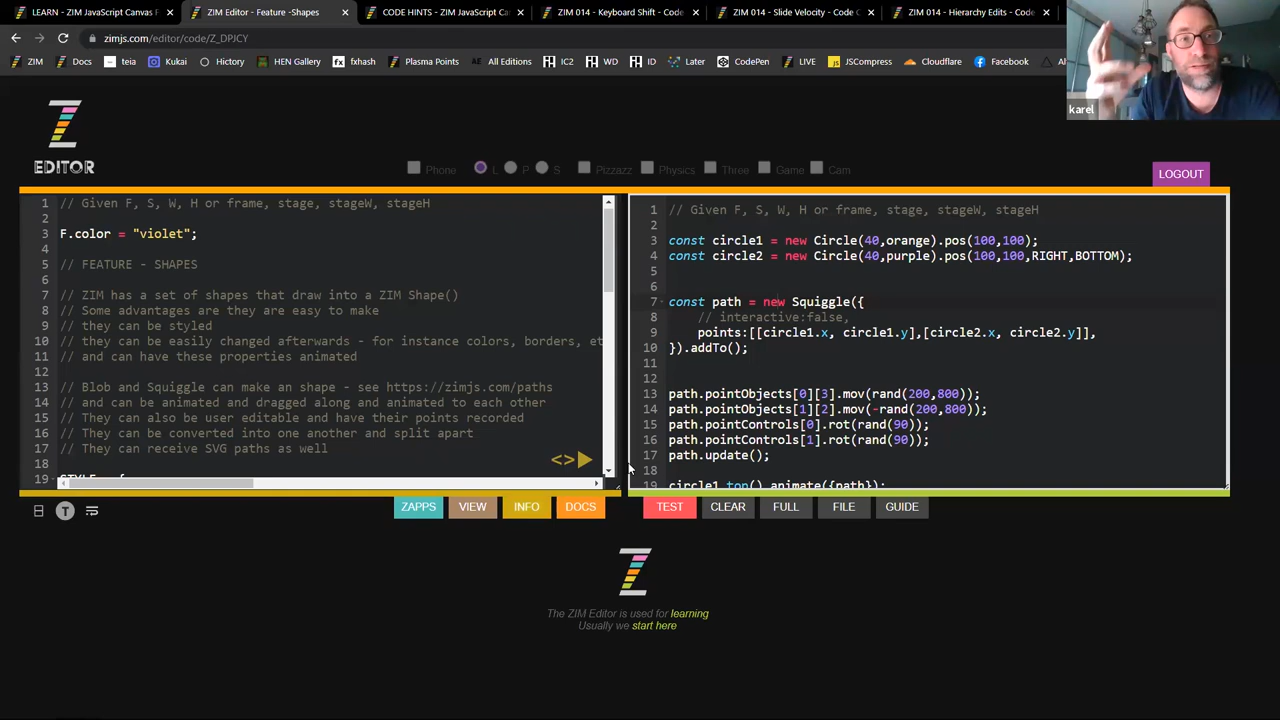 LEARN - ZIM JavaScript Canvas F
ZIM Editor - Feature -Shapes
CODE HINTS - ZIM JavaScript Ca
ZIM 014 - Keyboard Shift - Code
ZIM 014 - Slide Velocity - Code C
ZIM 014 - Hierarchy Edits - Code
zimjs.com/editor/code/Z_DPJCY
ZIM
Docs
teia
Kukai
Hictory
HEN Gallery
fxhash
Plasma Points
All Editions
IC2
WD
ID
Later
CodePen
LIVE
JSCompress
Cloudflare
Facebook
karel
EDITOR
Phone
L
P
S
Pizzazz
Physics
Three
Game
Cam
LOGOUT
1 // Given F, S, W, H or frame, stage, stageW, stageH
2
3 F.color = "violet";
4
5 // FEATURE - SHAPES
6
7 // ZIM has a set of shapes that draw into a ZIM Shape()
8 // Some advantages are they are easy to make
9 // they can be styled
10 // they can be easily changed afterwards - for instance colors, borders, et
11 // and can have these properties animated
12
13 // Blob and Squiggle can make an shape - see https://zimjs.com/paths
14 // and can be animated and dragged along and animated to each other
15 // They can also be user editable and have their points recorded
16 // They can be converted into one another and split apart
17 // They can receive SVG paths as well
18
19 STYLE = {
<>
1 // Given F, S, W, H or frame, stage, stageW, stageH
2
3 const circle1 = new Circle(40,orange).pos(100,100);
4 const circle2 = new Circle(40,purple).pos(100,100,RIGHT,BOTTOM);
5
6
7 const path = new Squiggle({
8 // interactive:false,
9 points:[[circle1.x, circle1.y],[circle2.x, circle2.y]],
10 }).addTo();
11
12
13 path.pointObjects[0][3].mov(rand(200,800));
14 path.pointObjects[1][2].mov(-rand(200,800));
15 path.pointControls[0].rot(rand(90));
16 path.pointControls[1].rot(rand(90));
17 path.update();
18
19 circle1.top().animate({path});
T
ZAPPS
VIEW
INFO
DOCS
TEST
CLEAR
FULL
FILE
GUIDE
The ZIM Editor is used for learning
Usually we start here